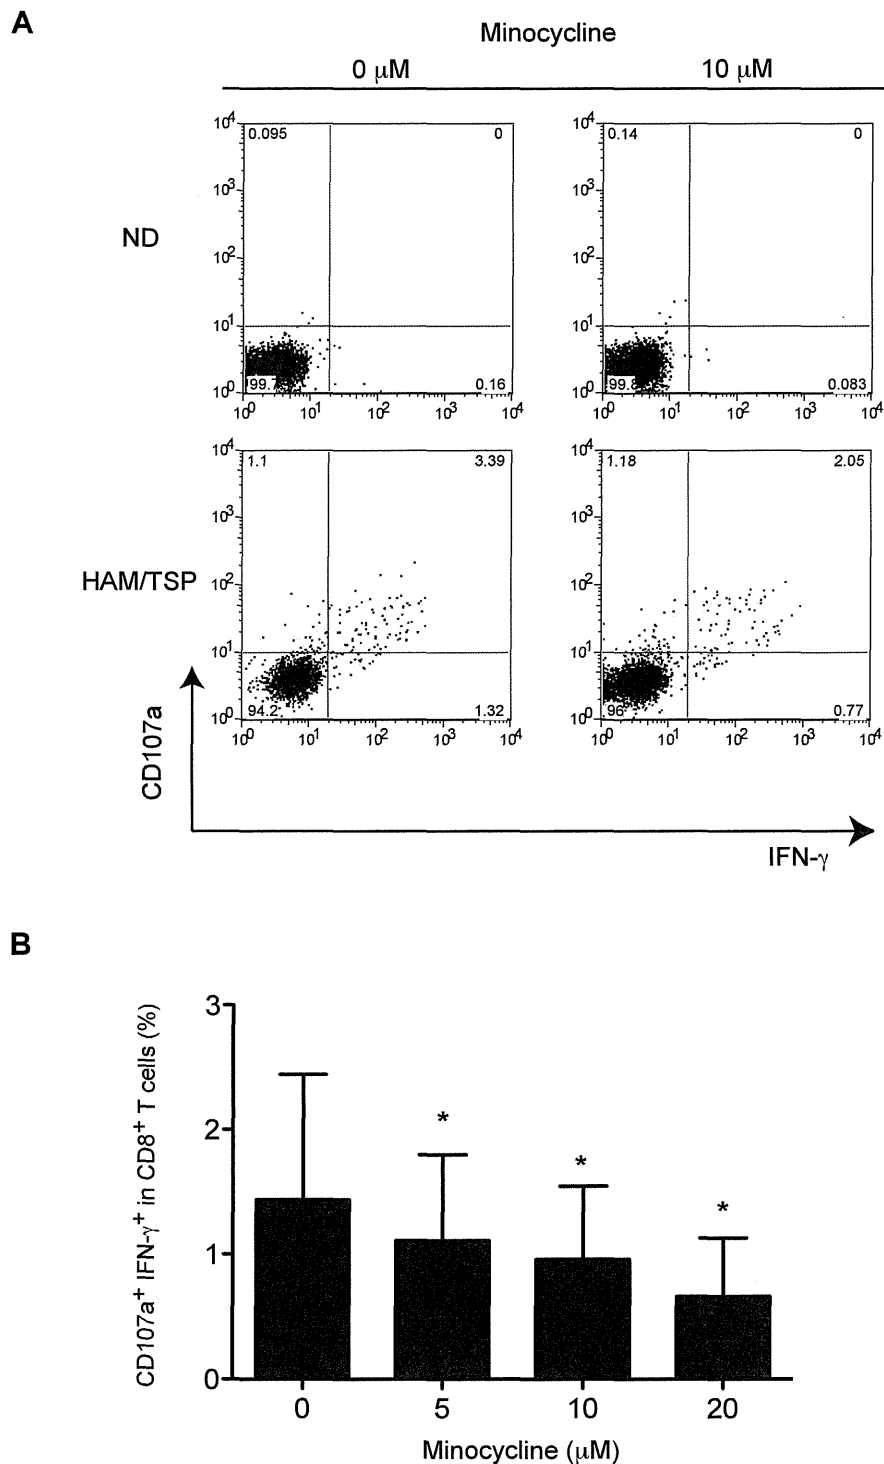 A
Minocycline
0 μM
10 μM
ND
10⁴
10³
10²
10¹
10⁰
0.095
0
99.7
0.16
10⁰ 10¹ 10² 10³ 10⁴
10⁴
10³
10²
10¹
10⁰
0.14
0
99.8
0.083
10⁰ 10¹ 10² 10³ 10⁴
HAM/TSP
10⁴
10³
10²
10¹
10⁰
1.1
3.39
94.2
1.32
10⁰ 10¹ 10² 10³ 10⁴
10⁴
10³
10²
10¹
10⁰
1.18
2.05
96
0.77
10⁰ 10¹ 10² 10³ 10⁴
CD107a
IFN-γ
B
CD107a⁺ IFN-γ⁺ in CD8⁺ T cells (%)
3
2
1
0
*
*
*
0 5 10 20
Minocycline (μM)